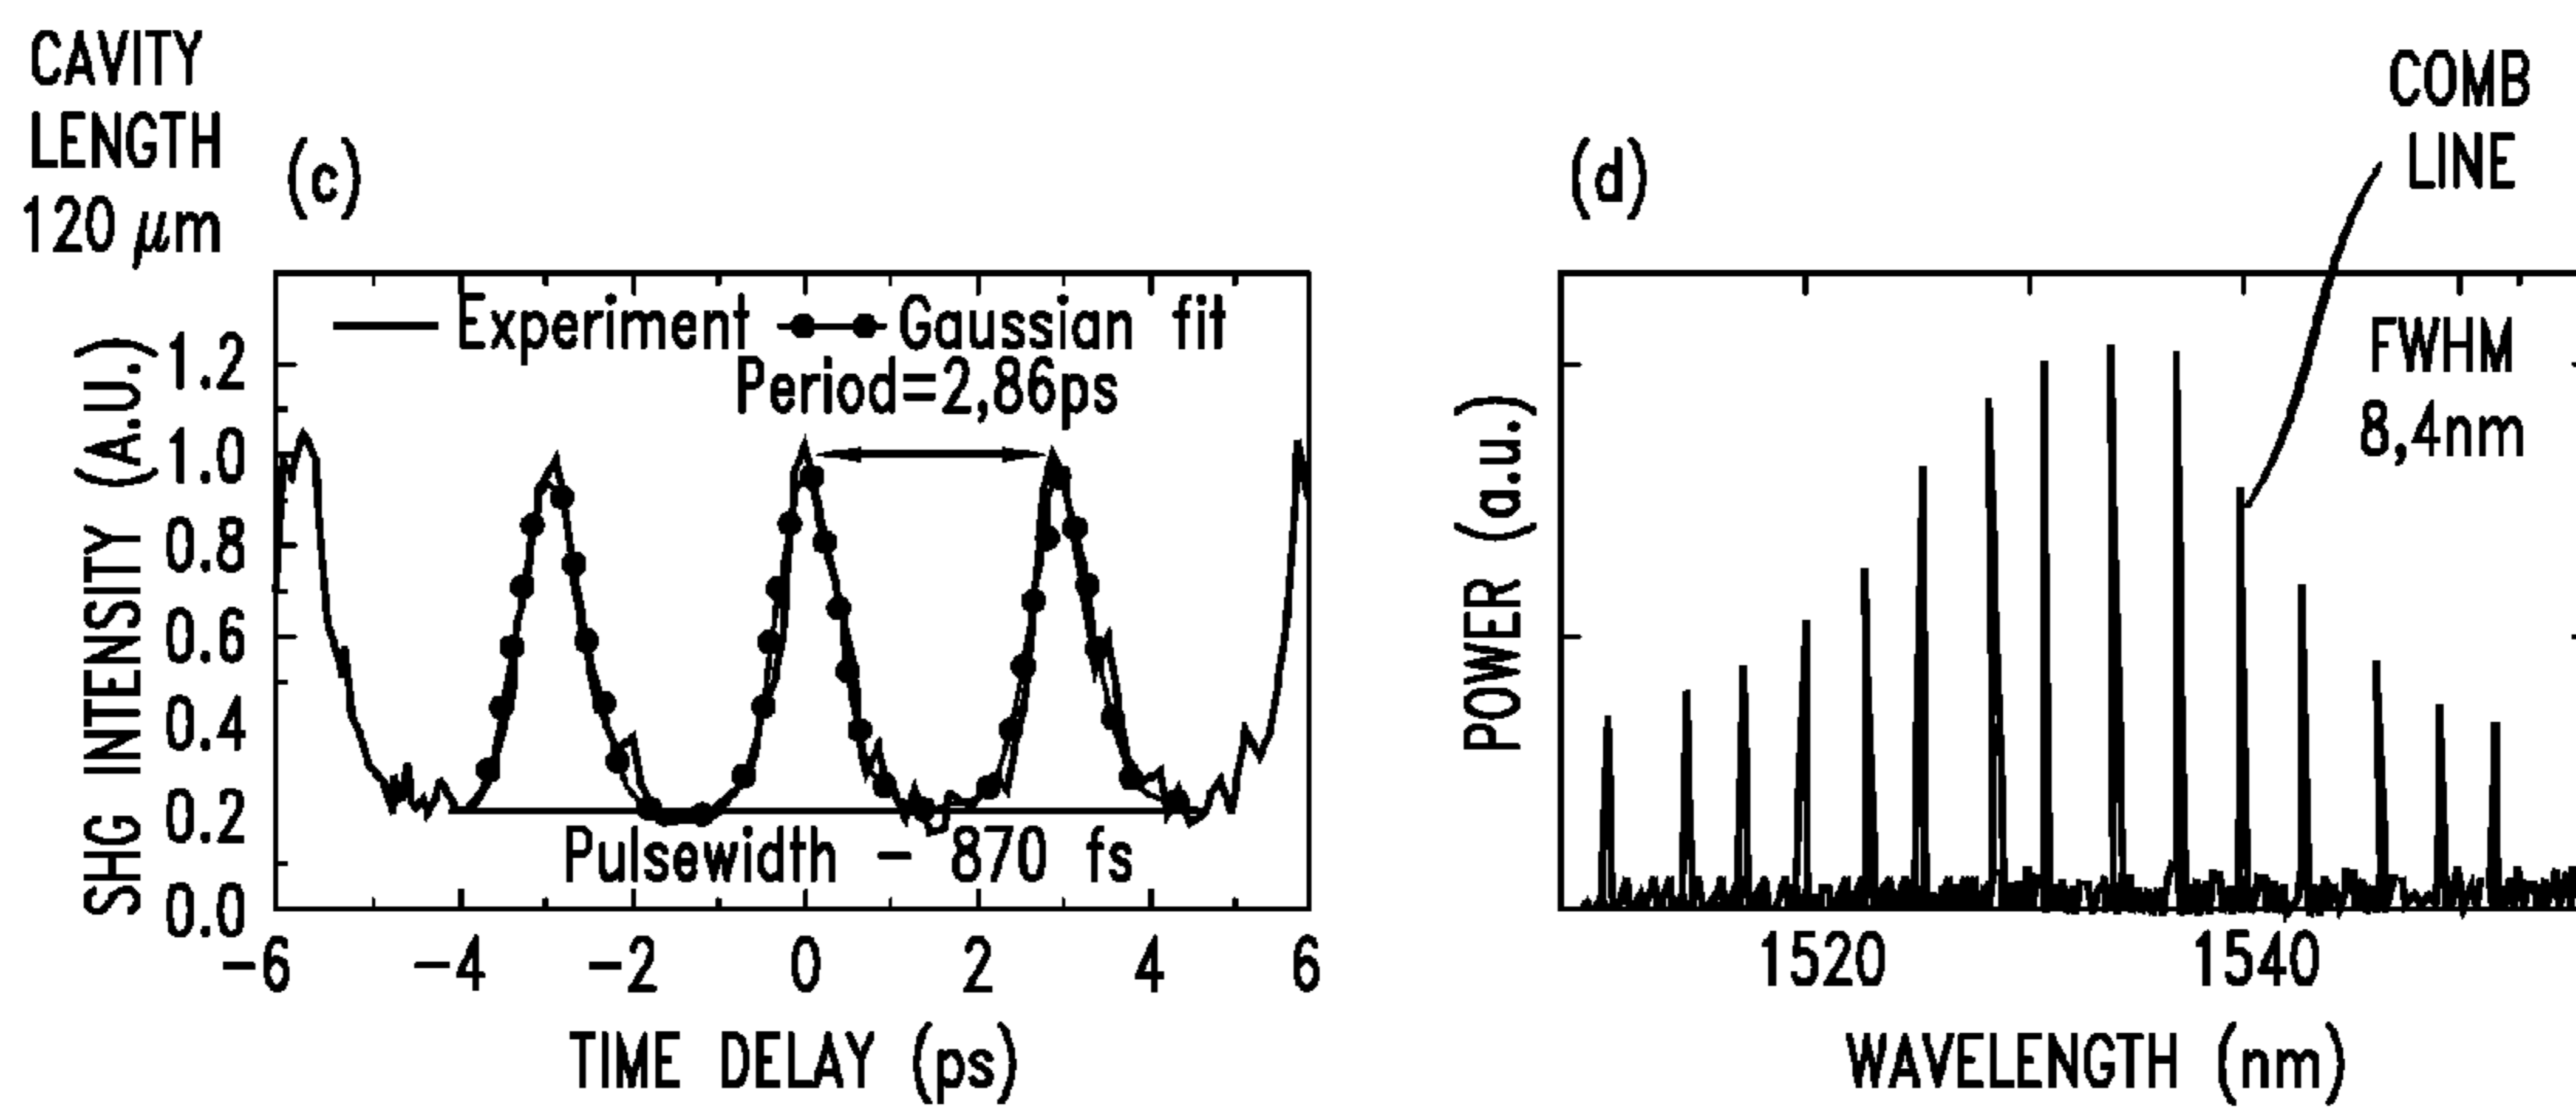 CAVITY
LENGTH
120 μm
(c)
Experiment
Gaussian fit
Period=2,86ps
Pulsewidth - 870 fs
SHG INTENSITY (A.U.)
1.2
1.0
0.8
0.6
0.4
0.2
0.0
-6 -4 -2 0 2 4 6
TIME DELAY (ps)
(d)
COMB
LINE
FWHM
8,4nm
POWER (a.u.)
1520 1540
WAVELENGTH (nm)